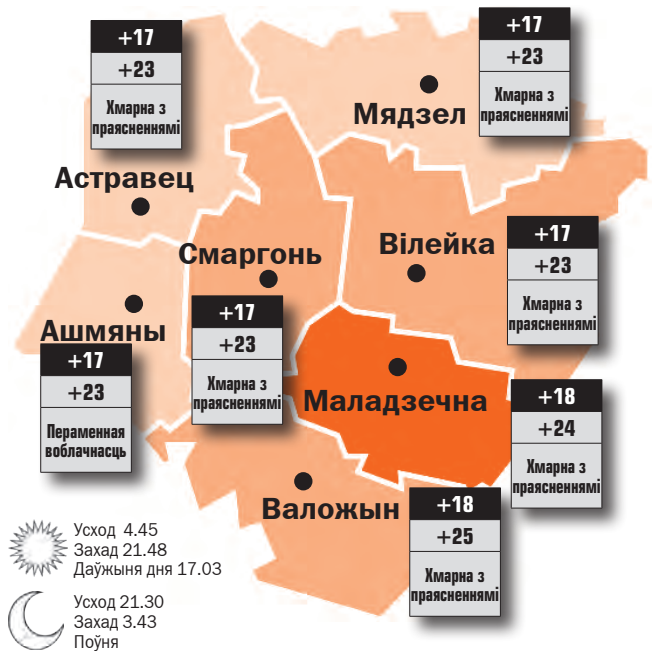 +17
+23
Хмарна з
праясненнямі
Астравец
+17
+23
Хмарна з
праясненнямі
Мядзел
Смаргонь
+17
+23
Хмарна з
праясненнямі
Вілейка
+17
+23
Хмарна з
праясненнямі
Ашмяны
+17
+23
Пераменная
воблачнасць
Маладзечна
+18
+24
Хмарна з
праясненнямі
Валожын
+18
+25
Хмарна з
праясненнямі
Усход 4.45
Захад 21.48
Даўжыня дня 17.03
Усход 21.30
Захад 3.43
Поўня